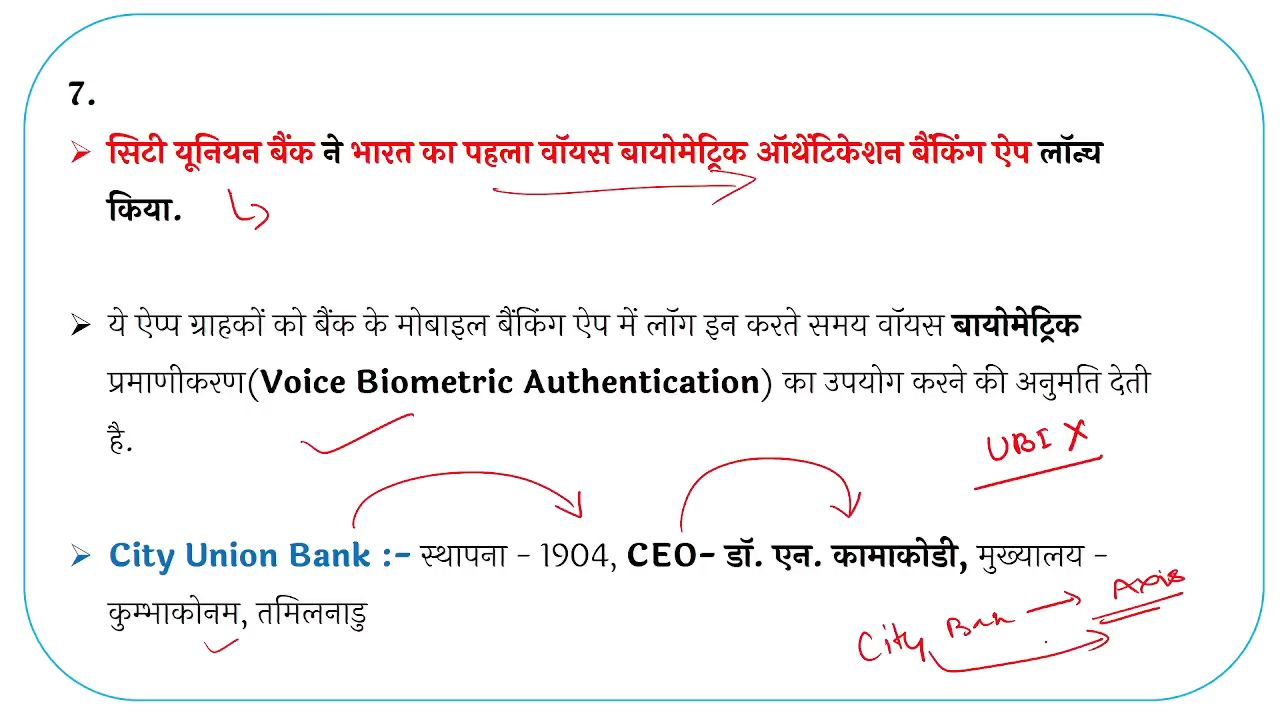 7.
➢ सिटी यूनियन बैंक ने भारत का पहला वॉयस बायोमेट्रिक ऑथेंटिकेशन बैंकिंग ऐप लॉन्च
किया.
➢ ये ऐप्प ग्राहकों को बैंक के मोबाइल बैंकिंग ऐप में लॉग इन करते समय वॉयस बायोमेट्रिक
प्रमाणीकरण(Voice Biometric Authentication) का उपयोग करने की अनुमति देती
है.
UBI X
➢ City Union Bank :- स्थापना - 1904, CEO- डॉ. एन. कामाकोडी, मुख्यालय -
कुम्भाकोनम, तमिलनाडु
City Bank → Axis